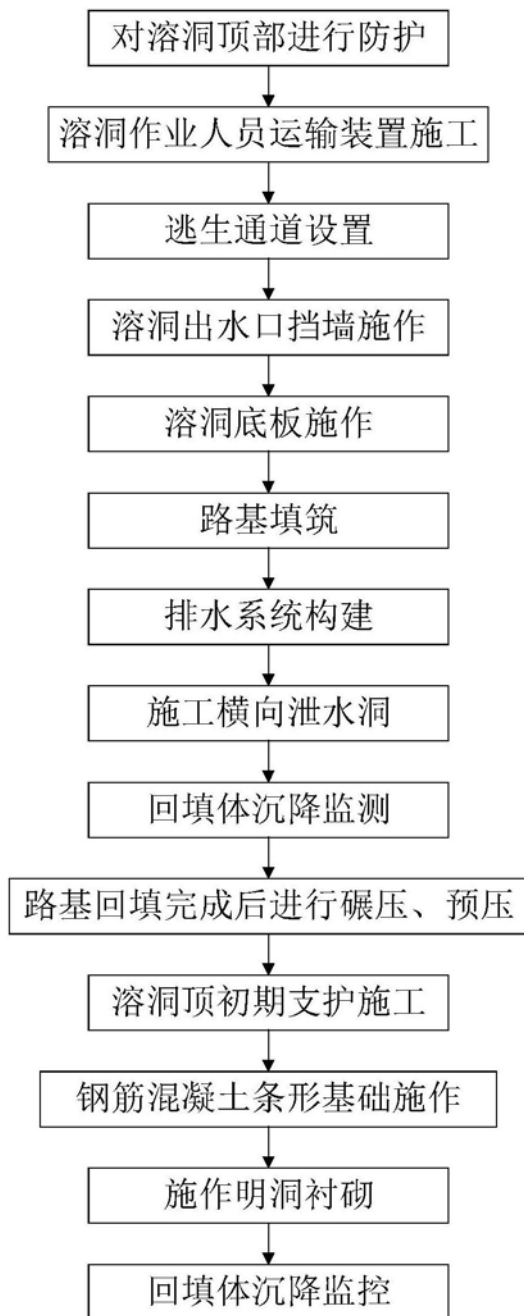 对溶洞顶部进行防护
溶洞作业人员运输装置施工
逃生通道设置
溶洞出水口挡墙施作
溶洞底板施作
路基填筑
排水系统构建
施工横向泄水洞
回填体沉降监测
路基回填完成后进行碾压、预压
溶洞顶初期支护施工
钢筋混凝土条形基础施作
施作明洞衬砌
回填体沉降监控